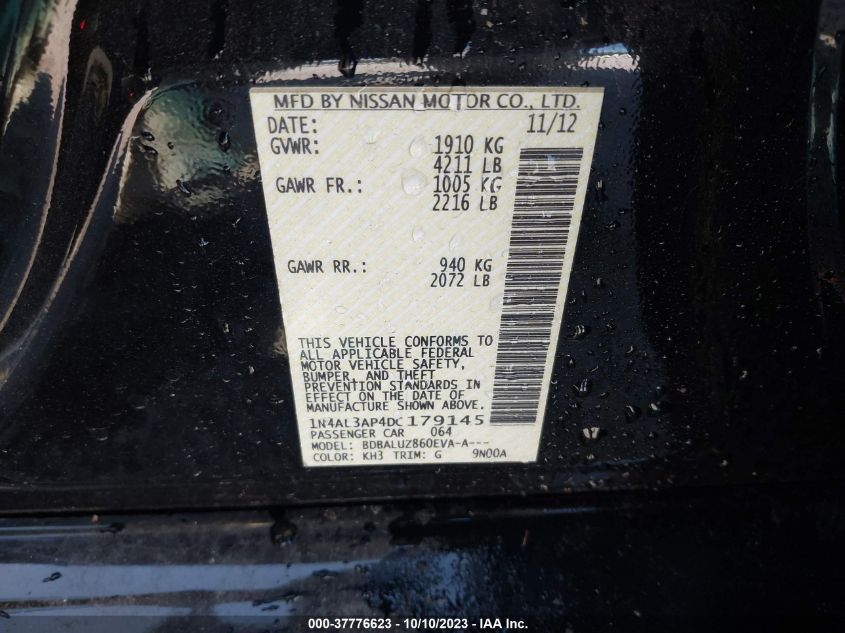 MFD BY NISSAN MOTOR CO., LTD.
DATE: 11/12
GVWR: 1910 KG
4211 LB
GAWR FR.: 1005 KG
2216 LB
GAWR RR.: 940 KG
2072 LB
THIS VEHICLE CONFORMS TO
ALL APPLICABLE FEDERAL
MOTOR VEHICLE SAFETY,
BUMPER, AND THEFT
PREVENTION STANDARDS IN
EFFECT ON THE DATE OF
MANUFACTURE SHOWN ABOVE.
1N4AL3AP4DC179145
PASSENGER CAR 064
MODEL: BDBALUZ860EVA-A---
COLOR: KH3 TRIM: G 9N00A
000-37776623 - 10/10/2023 - IAA Inc.